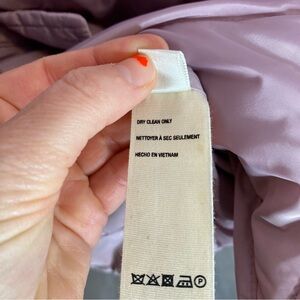 DRY CLEAN ONLY
NETTOYER À SEC SEULEMENT
HECHO EN VIETNAM